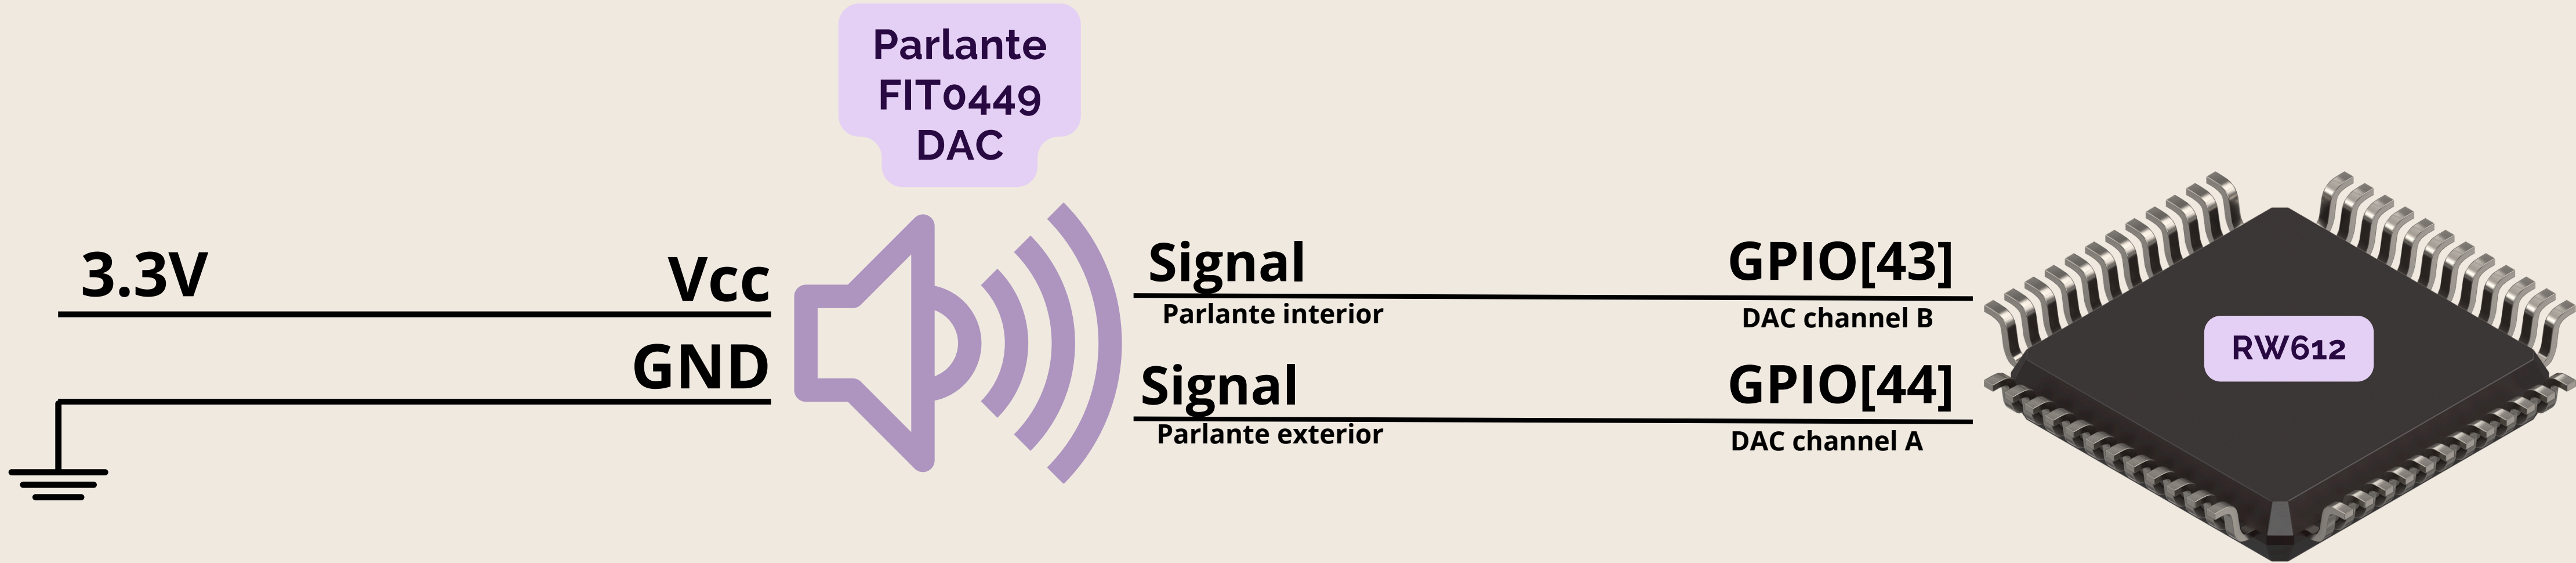 Parlante
FIT0449
DAC
3.3V
Vcc
GND
Signal
GPIO[43]
Parlante interior
DAC channel B
Signal
GPIO[44]
Parlante exterior
DAC channel A
RW612